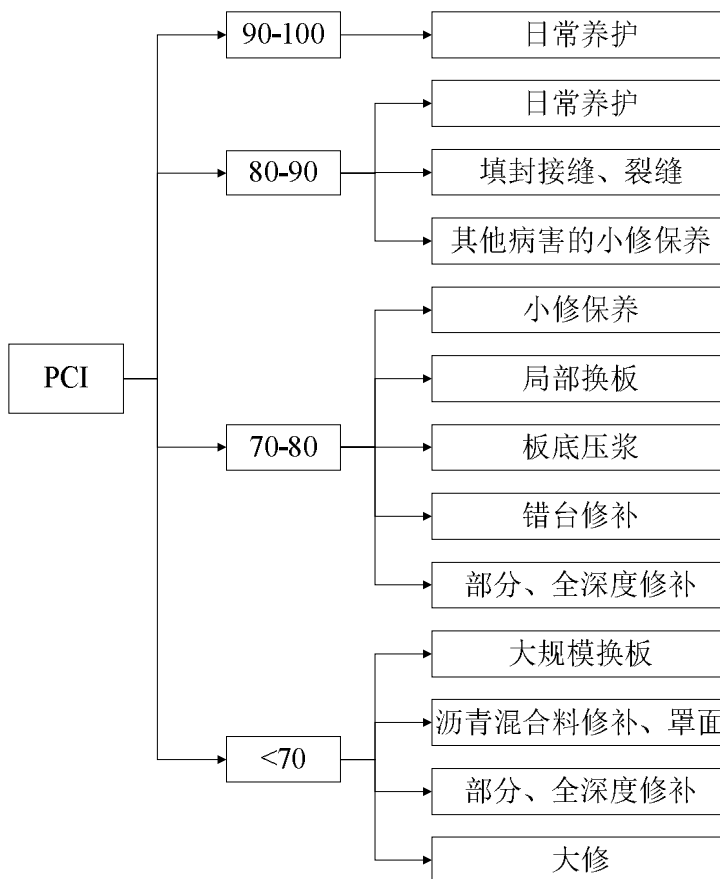 90-100
日常养护
日常养护
80-90
填封接缝、裂缝
其他病害的小修保养
小修保养
PCI
局部换板
70-80
板底压浆
错台修补
部分、全深度修补
大规模换板
沥青混合料修补、罩面
<70
部分、全深度修补
大修